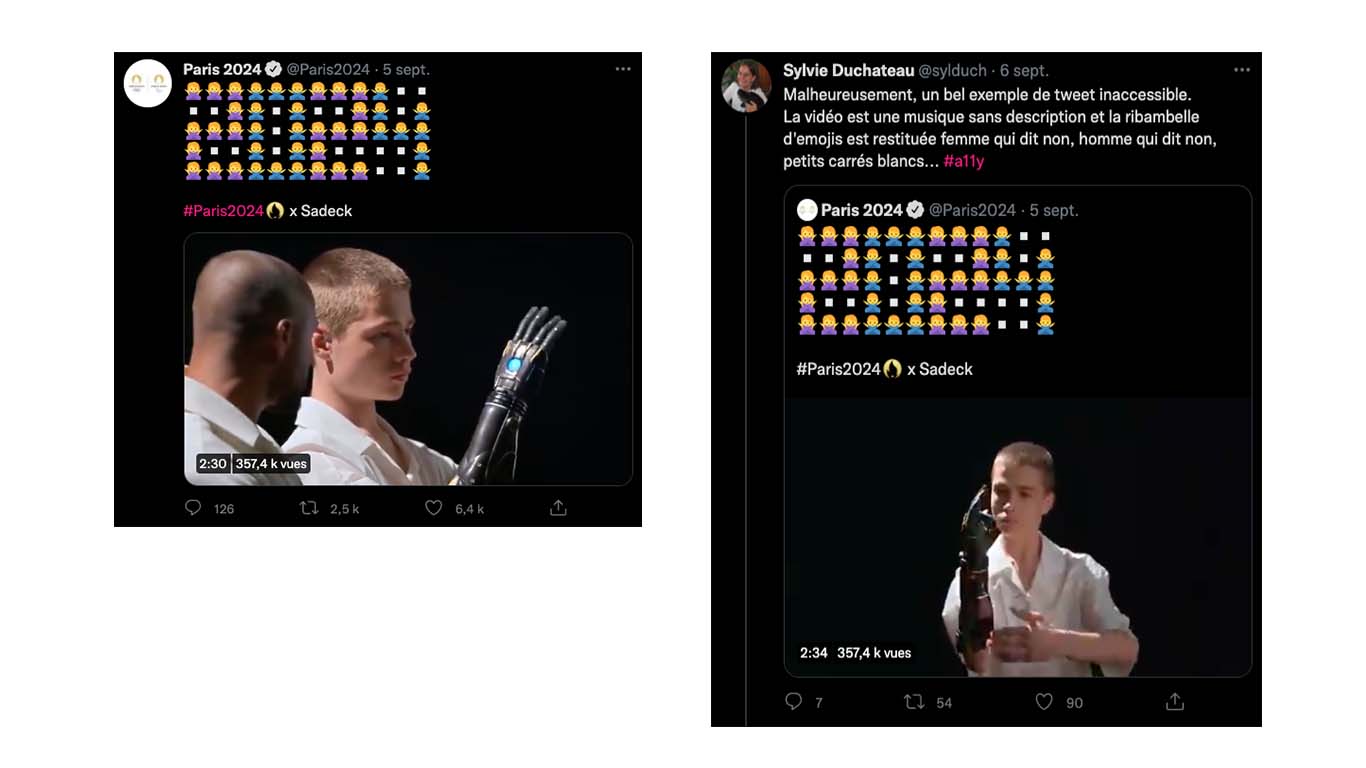 Paris 2024 @Paris2024 · 5 sept.
#Paris2024 x Sadeck
2:30 357,4 k vues
126 2,5 k 6,4 k
Sylvie Duchateau @sylduch · 6 sept.
Malheureusement, un bel exemple de tweet inaccessible.
La vidéo est une musique sans description et la ribambelle
d'emojis est restituée femme qui dit non, homme qui dit non,
petits carrés blancs... #a11y
Paris 2024 @Paris2024 · 5 sept.
#Paris2024 x Sadeck
2:34 357,4 k vues
7 54 90